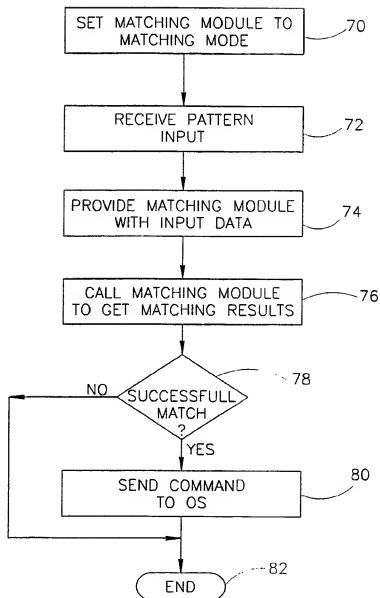 SET MATCHING MODULE TO
MATCHING MODE
70
RECEIVE PATTERN
INPUT
72
PROVIDE MATCHING MODULE
WITH INPUT DATA
74
CALL MATCHING MODULE
TO GET MATCHING RESULTS
76
78
NO
SUCCESSFULL
MATCH
?
YES
SEND COMMAND
TO OS
80
END
82